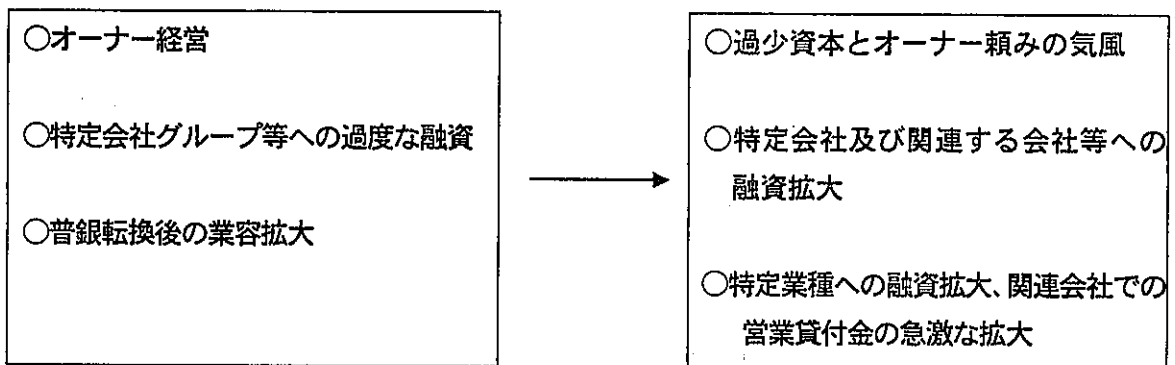 ○オーナー経営
○特定会社グループ等への過度な融資
○普銀転換後の業容拡大
○過少資本とオーナー頼みの気風
○特定会社及び関連する会社等への
融資拡大
○特定業種への融資拡大、関連会社での
営業貸付金の急激な拡大